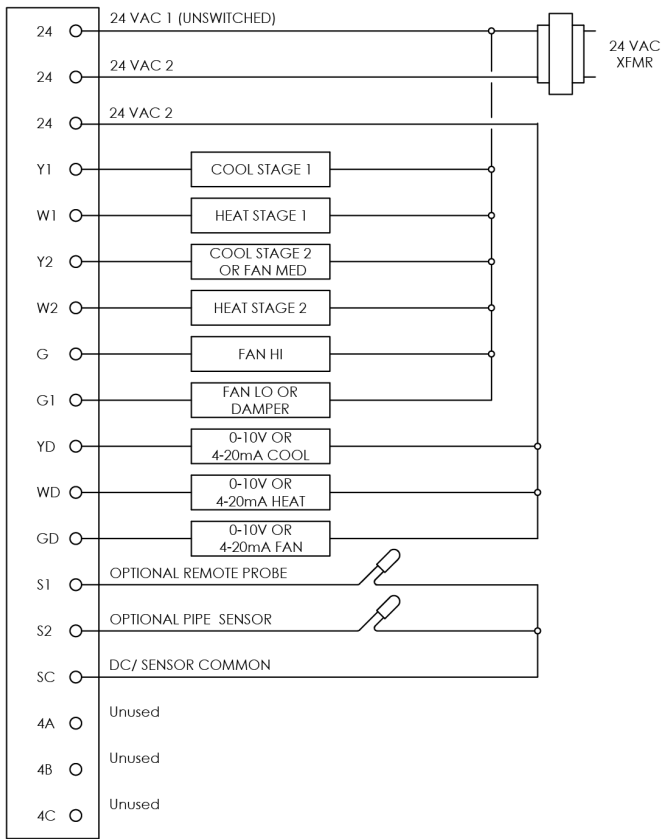 24 VAC 1 (UNSWITCHED)
24
24 VAC
XFMR
24 VAC 2
24
24 VAC 2
24
Y1
COOL STAGE 1
W1
HEAT STAGE 1
Y2
COOL STAGE 2
OR FAN MED
W2
HEAT STAGE 2
G
FAN HI
G1
FAN LO OR
DAMPER
YD
0-10V OR
4-20mA COOL
WD
0-10V OR
4-20mA HEAT
GD
0-10V OR
4-20mA FAN
S1
OPTIONAL REMOTE PROBE
S2
OPTIONAL PIPE SENSOR
SC
DC/ SENSOR COMMON
4A
Unused
4B
Unused
4C
Unused